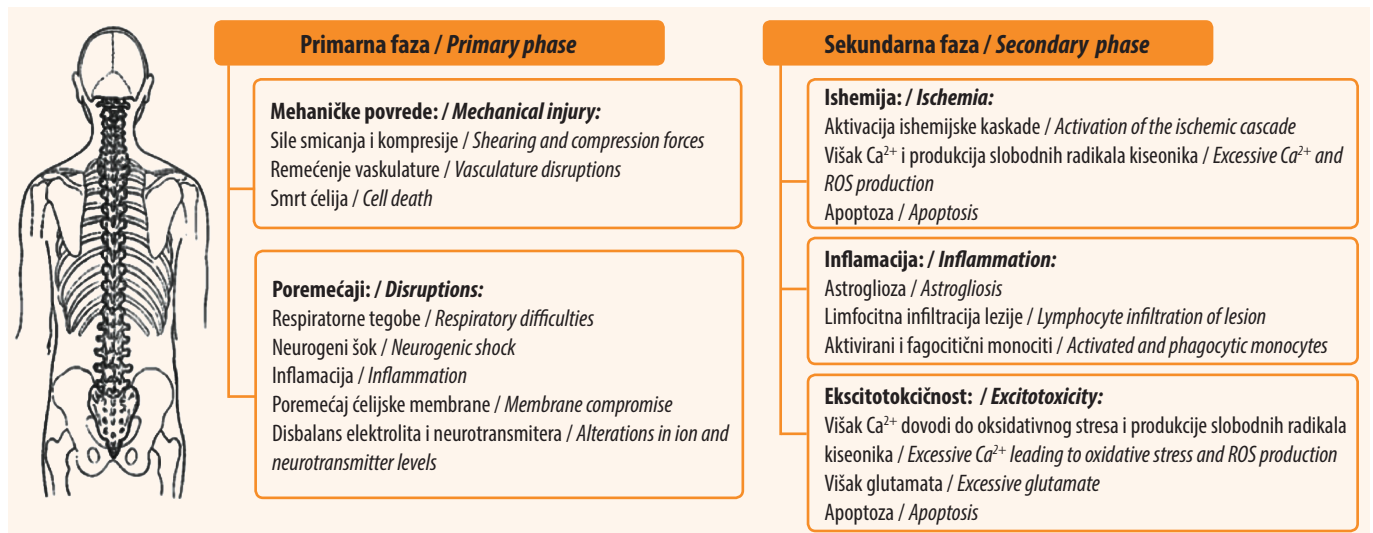 Primarna faza / Primary phase
Mehaničke povrede: / Mechanical injury:
Sile smicanja i kompresije / Shearing and compression forces
Remećenje vaskulature / Vasculature disruptions
Smrt ćelija / Cell death
Poremećaji: / Disruptions:
Respiratorne tegobe / Respiratory difficulties
Neurogeni šok / Neurogenic shock
Inflamacija / Inflammation
Poremećaj ćelijske membrane / Membrane compromise
Disbalans elektrolita i neurotransmitera / Alterations in ion and
neurotransmitter levels
Sekundarna faza / Secondary phase
Ishemija: / Ischemia:
Aktivacija ishemijske kaskade / Activation of the ischemic cascade
Višak Ca²⁺ i produkcija slobodnih radikala kiseonika / Excessive Ca²⁺ and
ROS production
Apoptoza / Apoptosis
Inflamacija: / Inflammation:
Astroglioza / Astrogliosis
Limfocitna infiltracija lezije / Lymphocyte infiltration of lesion
Aktivirani i fagocitični monociti / Activated and phagocytic monocytes
Ekscitotokcičnost: / Excitotoxicity:
Višak Ca²⁺ dovodi do oksidativnog stresa i produkcije slobodnih radikala
kiseonika / Excessive Ca²⁺ leading to oxidative stress and ROS production
Višak glutamata / Excessive glutamate
Apoptoza / Apoptosis